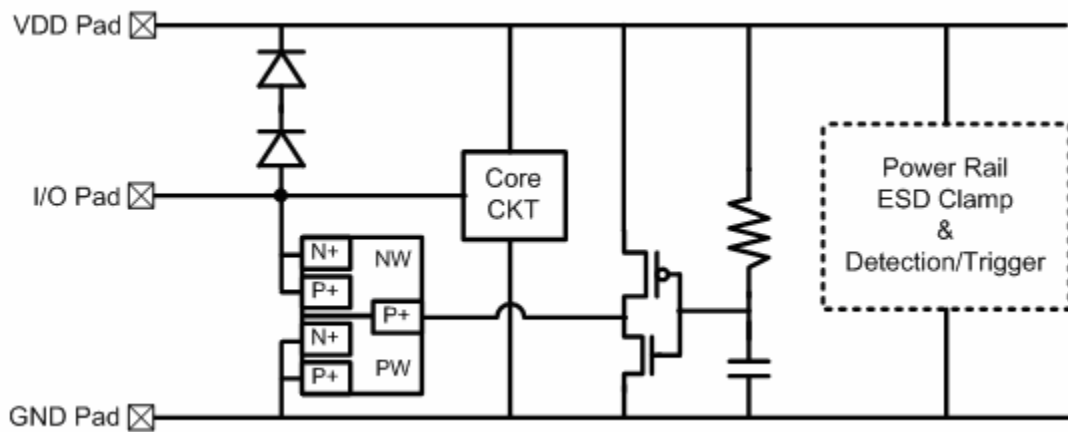 VDD Pad
I/O Pad
Core
CKT
Power Rail
ESD Clamp
&
Detection/Trigger
N+
NW
P+
P+
N+
PW
P+
GND Pad